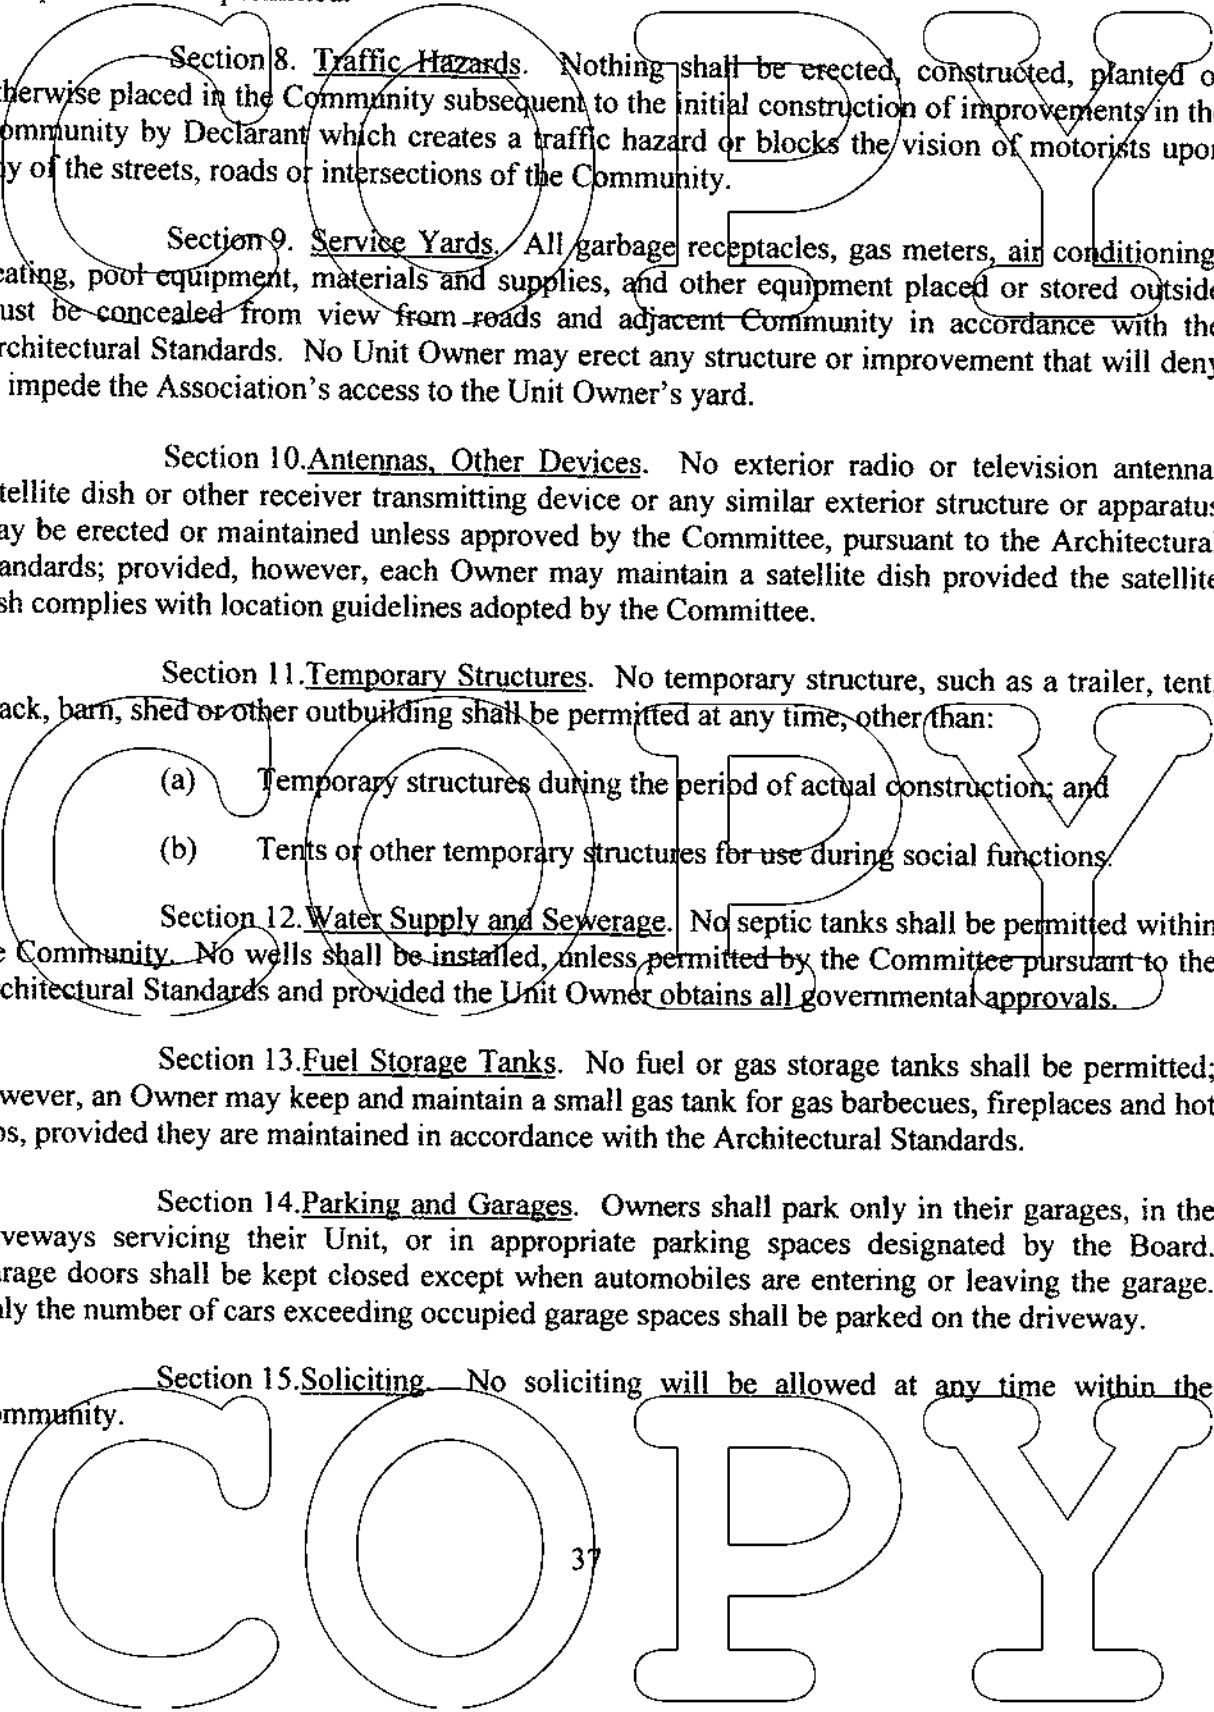 Section 8. Traffic Hazards. Nothing shall be erected, constructed, planted o
herwise placed in the Community subsequent to the initial construction of improvements in th
ommunity by Declarant which creates a traffic hazard or blocks the vision of motorists upon
y of the streets, roads or intersections of the Community.
Section 9. Service Yards. All garbage receptacles, gas meters, air conditioning
eating, pool equipment, materials and supplies, and other equipment placed or stored outside
ust be concealed from view from roads and adjacent Community in accordance with the
rchitectural Standards. No Unit Owner may erect any structure or improvement that will deny
impede the Association's access to the Unit Owner's yard.
Section 10. Antennas, Other Devices. No exterior radio or television antenna
tellite dish or other receiver transmitting device or any similar exterior structure or apparatus
ay be erected or maintained unless approved by the Committee, pursuant to the Architectural
andards; provided, however, each Owner may maintain a satellite dish provided the satellite
sh complies with location guidelines adopted by the Committee.
Section 11. Temporary Structures. No temporary structure, such as a trailer, tent,
ack, barn, shed or other outbuilding shall be permitted at any time, other than:
(a) Temporary structures during the period of actual construction; and
(b) Tents or other temporary structures for use during social functions.
Section 12. Water Supply and Sewerage. No septic tanks shall be permitted within
e Community. No wells shall be installed, unless permitted by the Committee pursuant to the
chitectural Standards and provided the Unit Owner obtains all governmental approvals.
Section 13. Fuel Storage Tanks. No fuel or gas storage tanks shall be permitted;
wever, an Owner may keep and maintain a small gas tank for gas barbecues, fireplaces and hot
bs, provided they are maintained in accordance with the Architectural Standards.
Section 14. Parking and Garages. Owners shall park only in their garages, in the
veways servicing their Unit, or in appropriate parking spaces designated by the Board.
arage doors shall be kept closed except when automobiles are entering or leaving the garage.
nly the number of cars exceeding occupied garage spaces shall be parked on the driveway.
Section 15. Soliciting. No soliciting will be allowed at any time within the
ommunity.
37
COPY
COPY
COPY